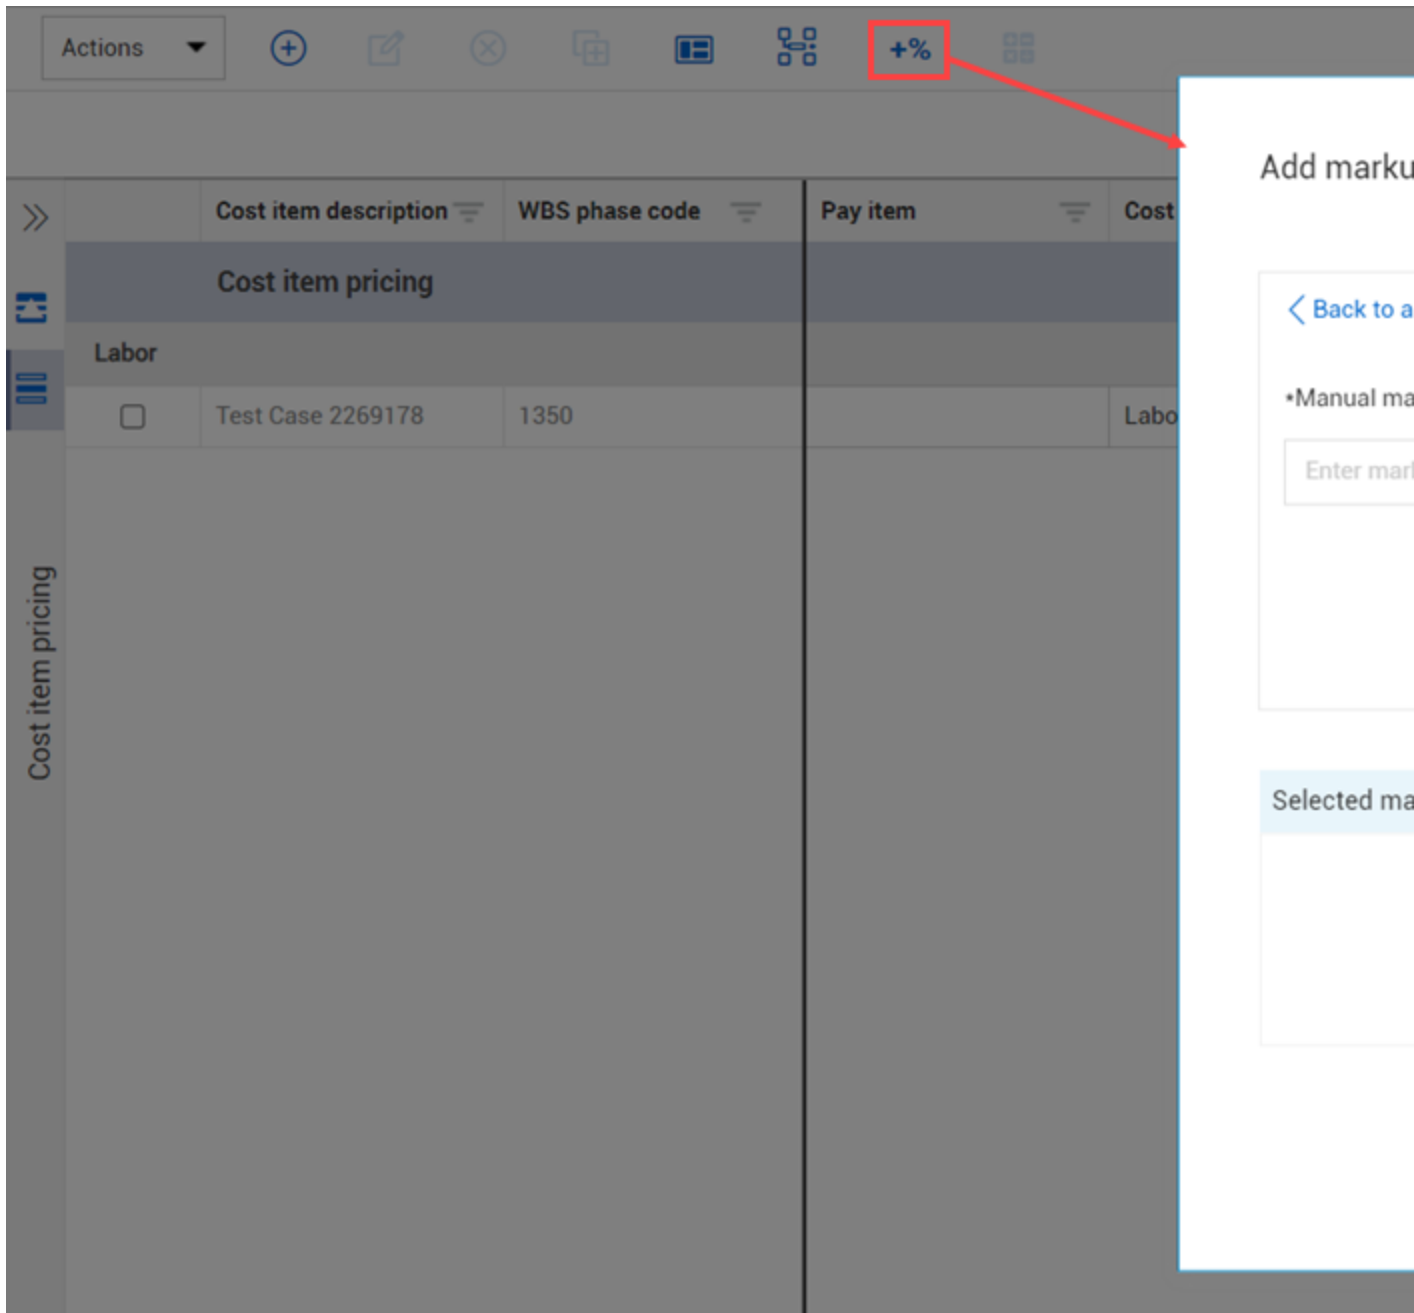 Actions
+%
Add marku
Cost item description
WBS phase code
Pay item
Cost
Cost item pricing
Back to a
Labor
*Manual ma
Test Case 2269178
1350
Labo
Enter mar
Cost item pricing
Selected ma